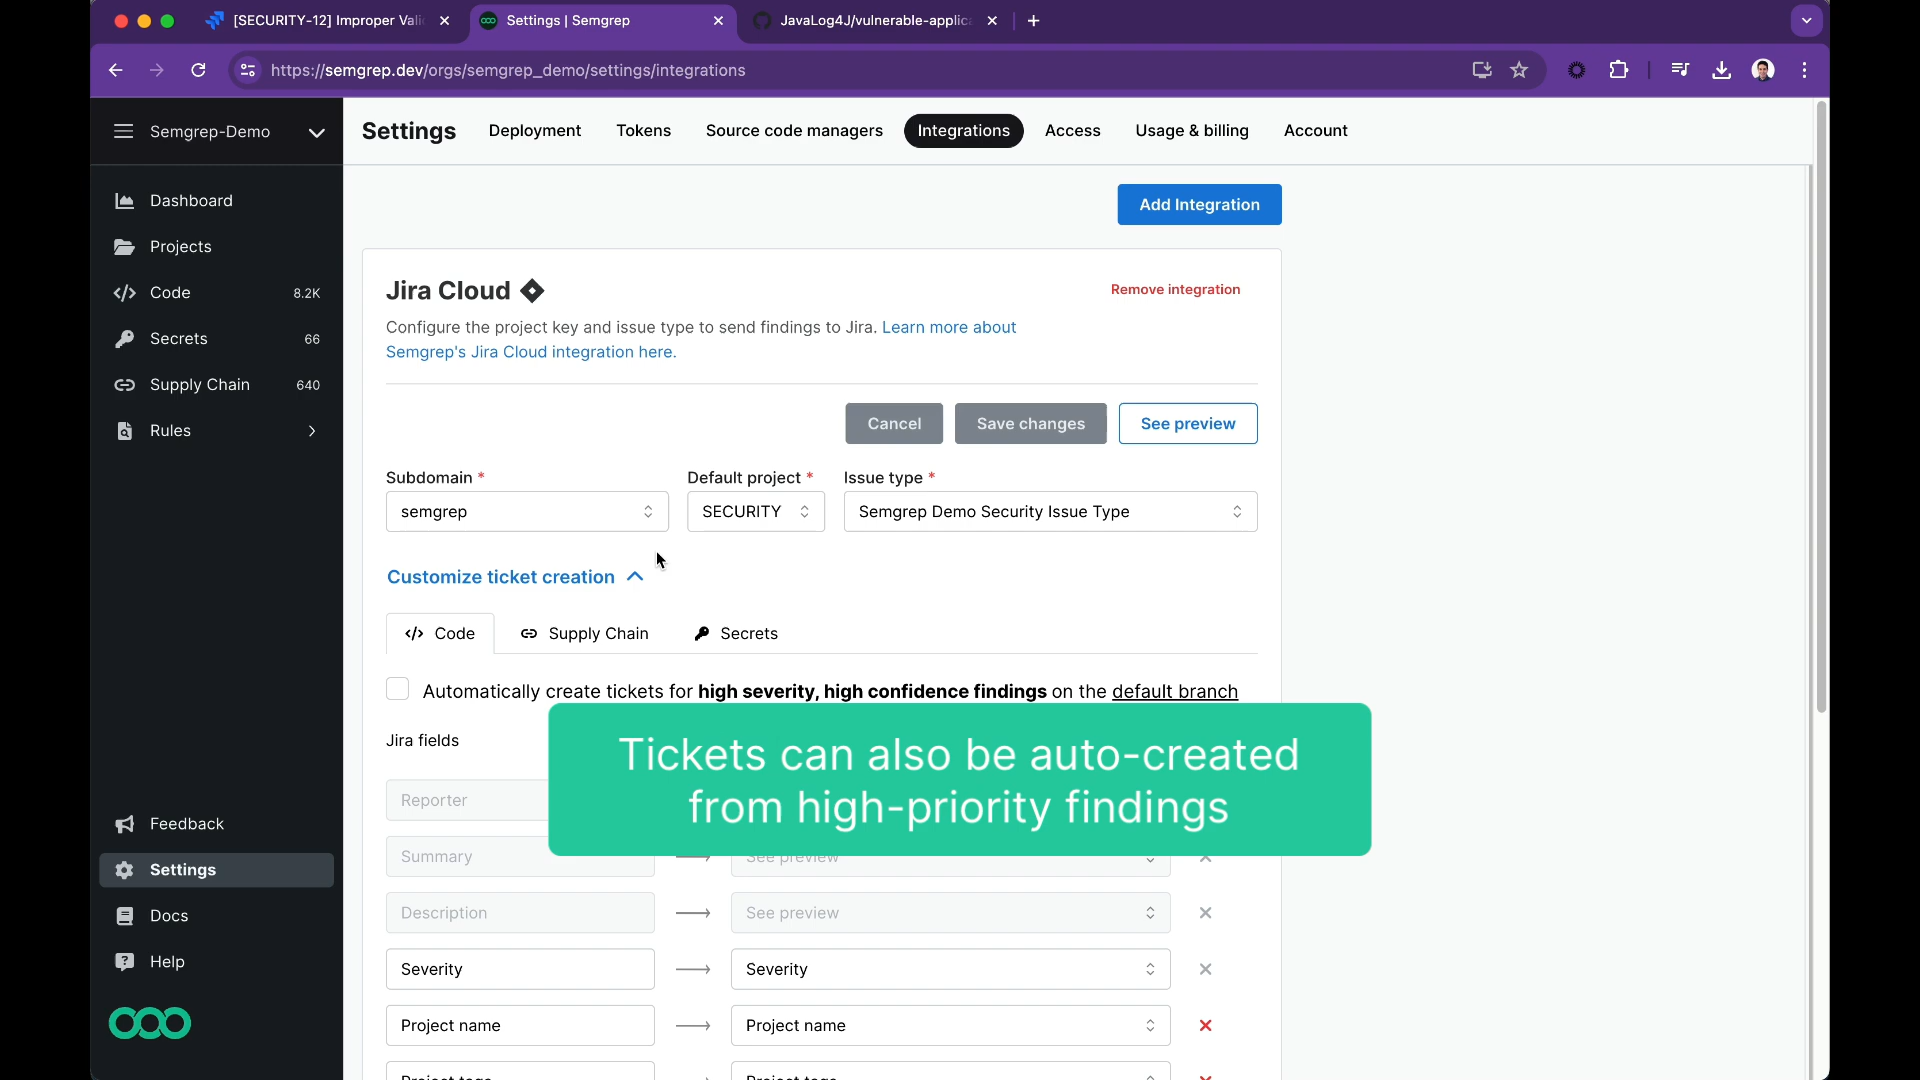 [SECURITY-12] Improper Vali
Settings | Semgrep
JavaLog4J/vulnerable-applic
https://semgrep.dev/orgs/semgrep_demo/settings/integrations
Semgrep-Demo
Settings
Deployment
Tokens
Source code managers
Integrations
Access
Usage & billing
Account
Dashboard
Projects
Code 8.2K
Secrets 66
Supply Chain 640
Rules
Feedback
Settings
Docs
Help
Add Integration
Jira Cloud
Remove integration
Configure the project key and issue type to send findings to Jira. Learn more about
Semgrep's Jira Cloud integration here.
Cancel
Save changes
See preview
Subdomain * Default project * Issue type *
semgrep SECURITY Semgrep Demo Security Issue Type
Customize ticket creation
Code Supply Chain Secrets
Automatically create tickets for high severity, high confidence findings on the default branch
Jira fields
Tickets can also be auto-created
from high-priority findings
Reporter
Summary See preview
Description See preview
Severity Severity
Project name Project name
Project tags Project tags